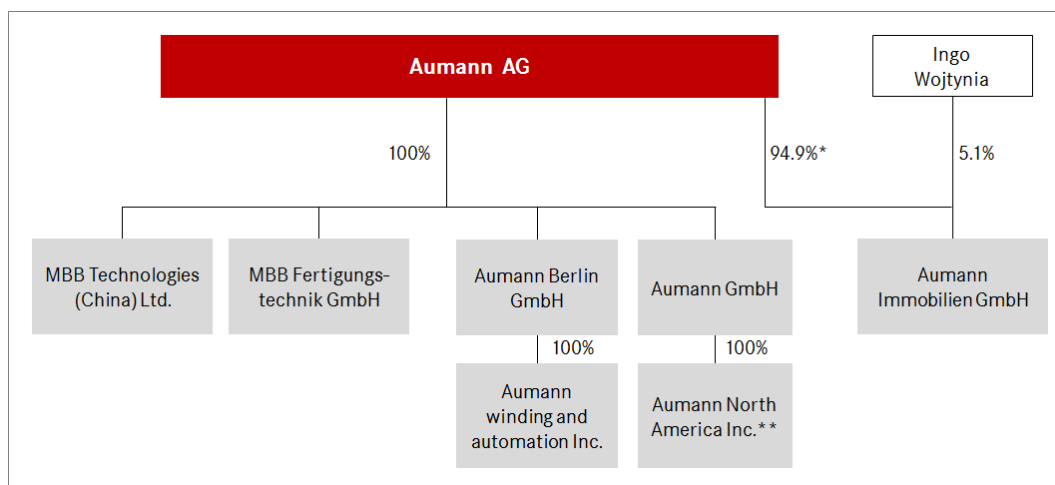 Aumann AG
Ingo
Wojtynia
100%
94.9%*
5.1%
MBB Technologies
(China) Ltd.
MBB Fertigungs-
technik GmbH
Aumann Berlin
GmbH
Aumann GmbH
Aumann
Immobilien GmbH
100%
100%
Aumann
winding and
automation Inc.
Aumann North
America Inc.**